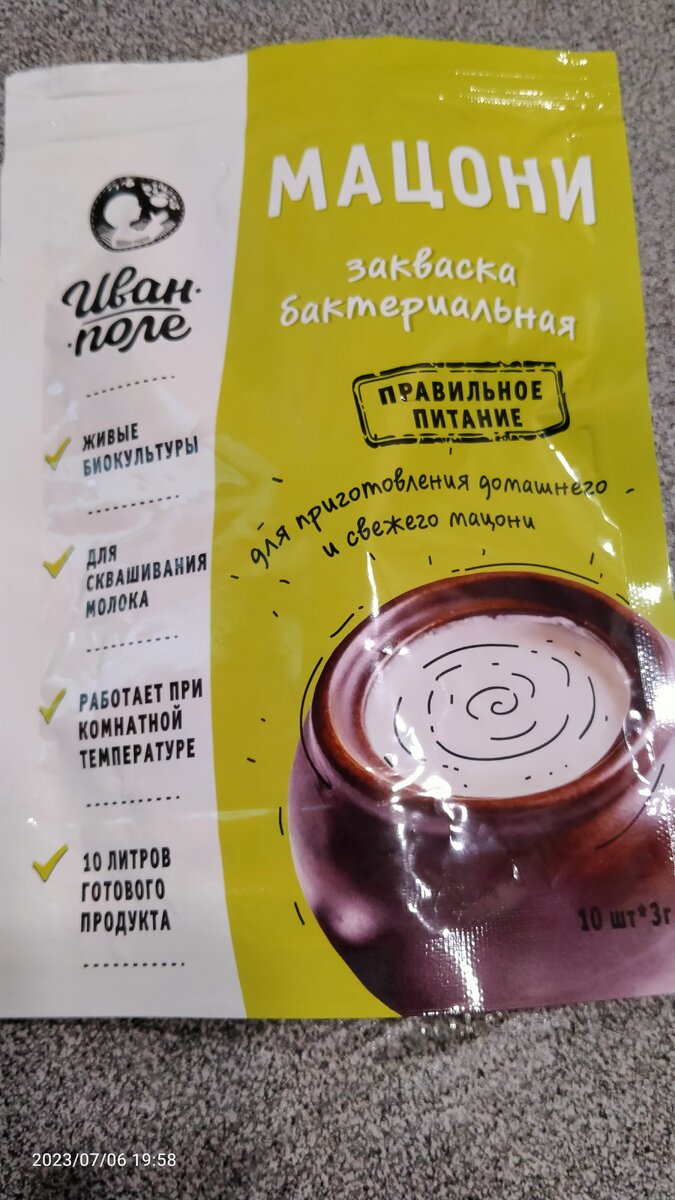 МАЦОНИ
закваска
бактериальная
ПРАВИЛЬНОЕ
ПИТАНИЕ
для приготовления домашнего
и свежего мацони
Иван·
·поле
ЖИВЫЕ
БИОКУЛЬТУРЫ
ДЛЯ
СКВАШИВАНИЯ
МОЛОКА
РАБОТАЕТ ПРИ
КОМНАТНОЙ
ТЕМПЕРАТУРЕ
10 ЛИТРОВ
ГОТОВОГО
ПРОДУКТА
10 шт*3г
2023/07/06 19:58